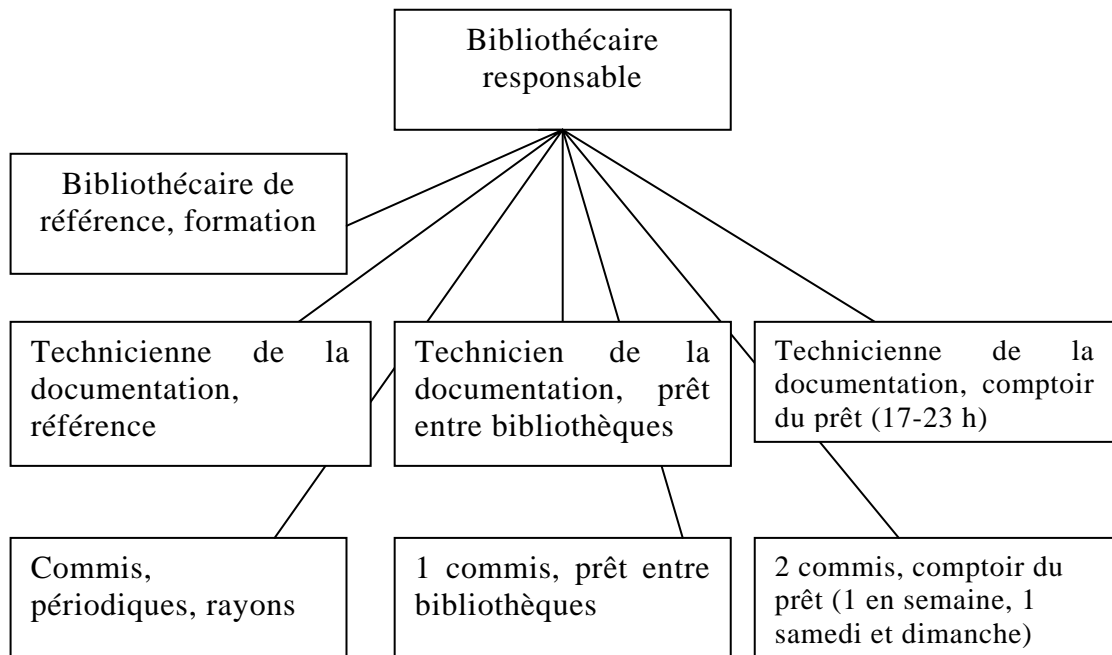 Bibliothécaire
responsable
Bibliothécaire de
référence, formation
Technicienne de la
documentation,
référence
Technicien de la
documentation, prêt
entre bibliothèques
Technicienne de la
documentation, comptoir
du prêt (17-23 h)
Commis,
périodiques, rayons
1 commis, prêt entre
bibliothèques
2 commis, comptoir du
prêt (1 en semaine, 1
samedi et dimanche)